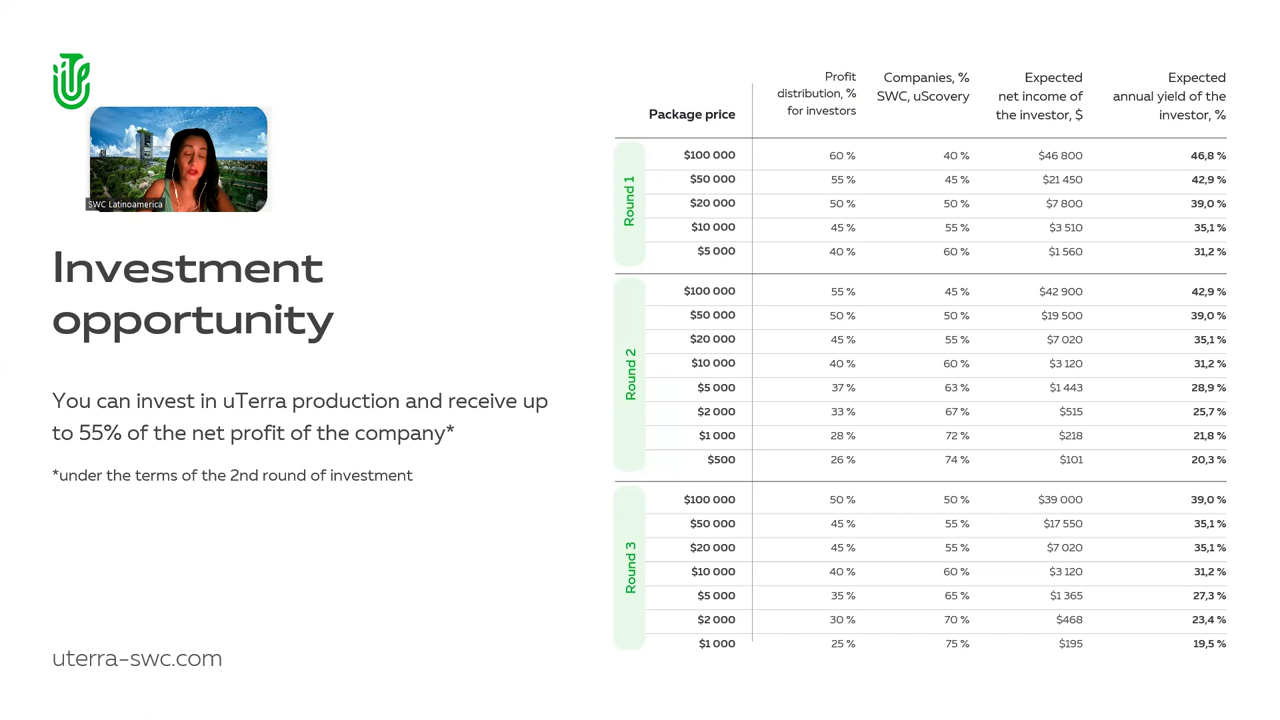 SWC Latinoamerica
Investment
opportunity
You can invest in uTerra production and receive up
to 55% of the net profit of the company*
*under the terms of the 2nd round of investment
uterra-swc.com
Package price
Profit
distribution, %
for investors
Companies, %
SWC, uScovery
Expected
net income of
the investor, $
Expected
annual yield of the
investor, %
Round 1
$100 000 60 % 40 % $46 800 46,8 %
$50 000 55 % 45 % $21 450 42,9 %
$20 000 50 % 50 % $7 800 39,0 %
$10 000 45 % 55 % $3 510 35,1 %
$5 000 40 % 60 % $1 560 31,2 %
Round 2
$100 000 55 % 45 % $42 900 42,9 %
$50 000 50 % 50 % $19 500 39,0 %
$20 000 45 % 55 % $7 020 35,1 %
$10 000 40 % 60 % $3 120 31,2 %
$5 000 37 % 63 % $1 443 28,9 %
$2 000 33 % 67 % $515 25,7 %
$1 000 28 % 72 % $218 21,8 %
$500 26 % 74 % $101 20,3 %
Round 3
$100 000 50 % 50 % $39 000 39,0 %
$50 000 45 % 55 % $17 550 35,1 %
$20 000 45 % 55 % $7 020 35,1 %
$10 000 40 % 60 % $3 120 31,2 %
$5 000 35 % 65 % $1 365 27,3 %
$2 000 30 % 70 % $468 23,4 %
$1 000 25 % 75 % $195 19,5 %